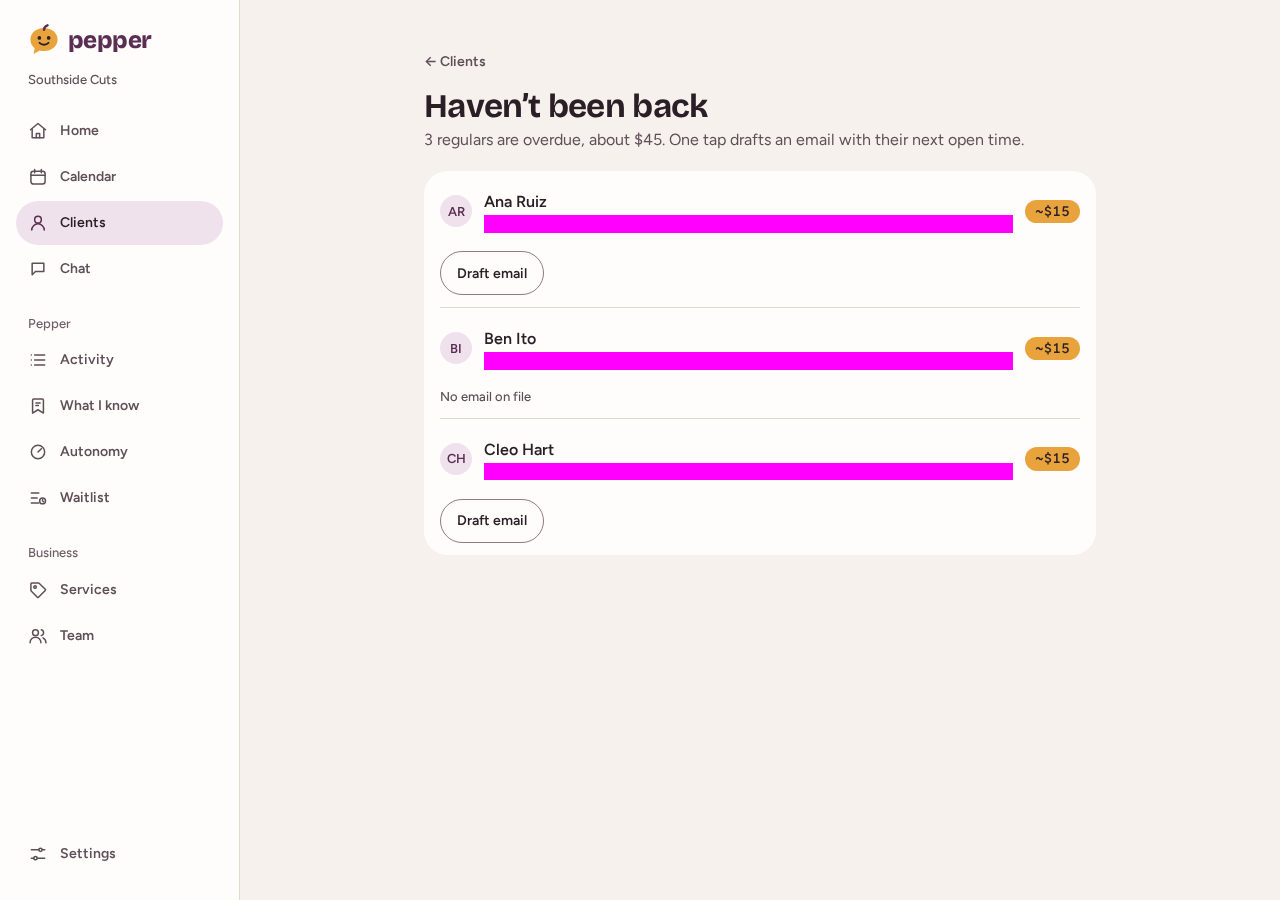 pepper
Southside Cuts
Home
Calendar
Clients
Chat
Pepper
Activity
What I know
Autonomy
Waitlist
Business
Services
Team
Settings
← Clients
Haven’t been back
3 regulars are overdue, about $45. One tap drafts an email with their next open time.
AR
Ana Ruiz
~$15
Draft email
BI
Ben Ito
~$15
No email on file
CH
Cleo Hart
~$15
Draft email